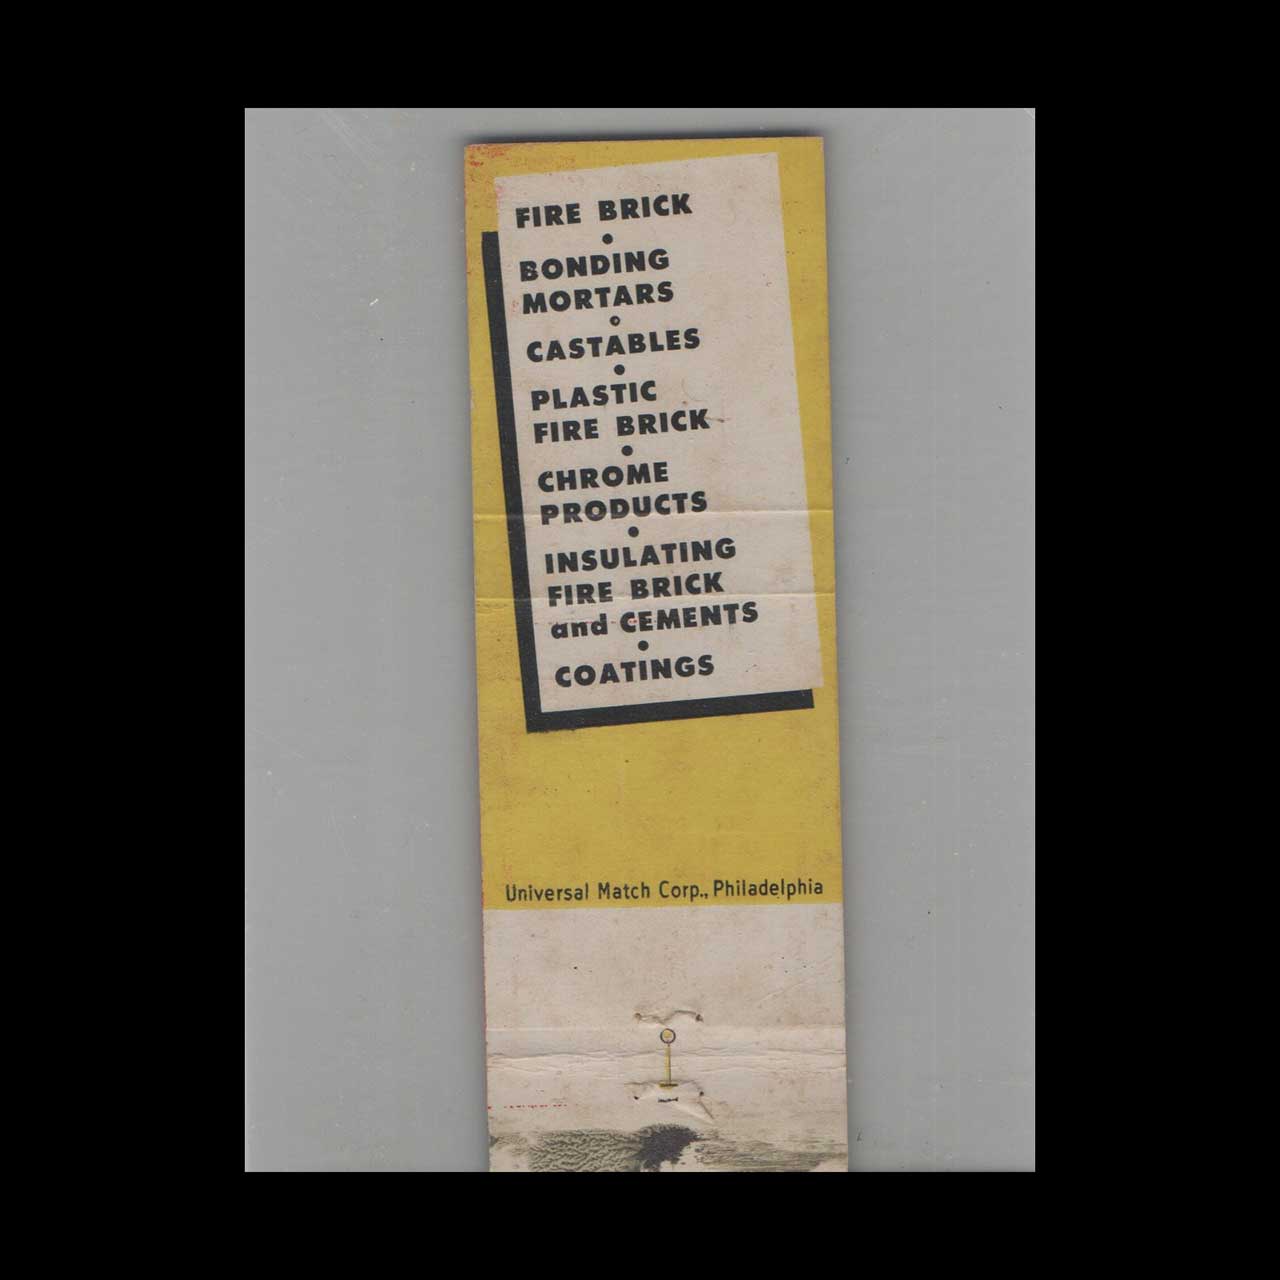 FIRE BRICK
•
BONDING
MORTARS
•
CASTABLES
•
PLASTIC
FIRE BRICK
•
CHROME
PRODUCTS
•
INSULATING
FIRE BRICK
and CEMENTS
•
COATINGS
Universal Match Corp., Philadelphia